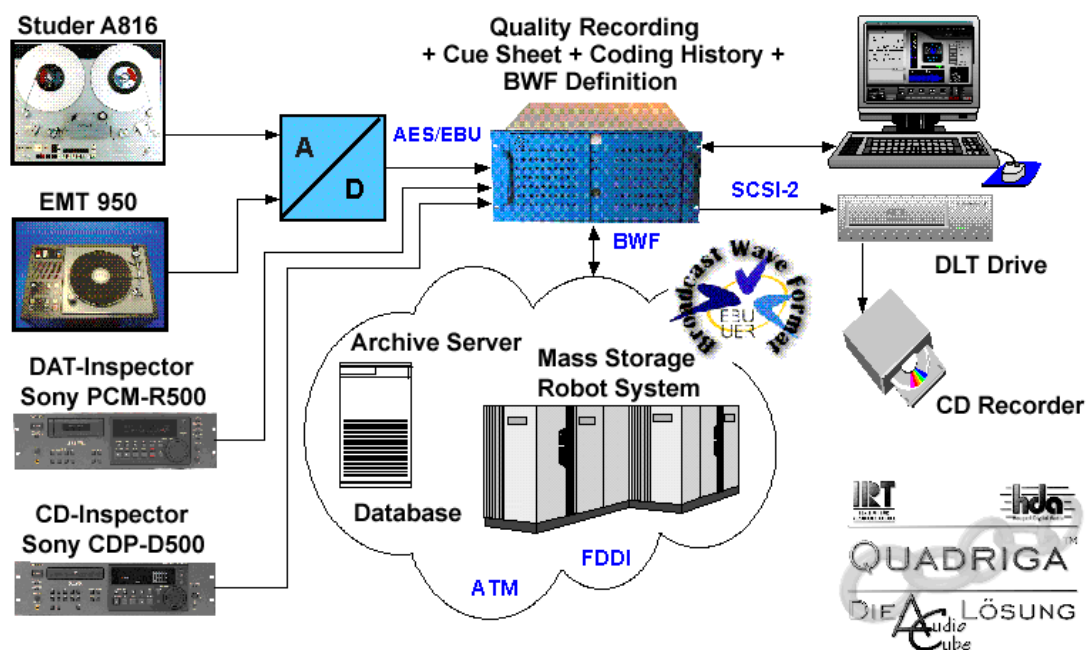 Studer A816
Quality Recording
+ Cue Sheet + Coding History +
BWF Definition
A
D
AES/EBU
SCSI-2
EMT 950
BWF
DLT Drive
Broadcast Wave Format
EBU
UER
Archive Server
Mass Storage
Robot System
DAT-Inspector
Sony PCM-R500
CD Recorder
Database
CD-Inspector
Sony CDP-D500
FDDI
ATM
IRT
hda
QUADRIGA™
DIE LÖSUNG
Audio
Cube